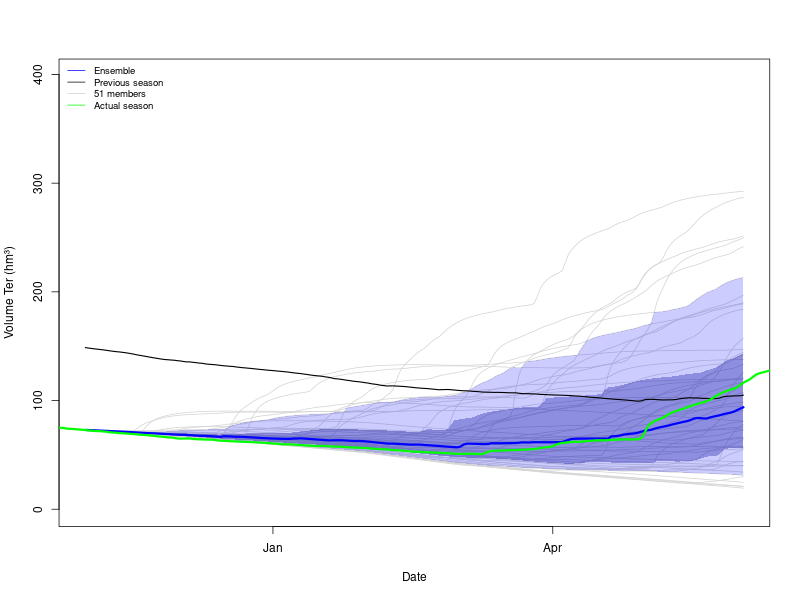 Ensemble
Previous season
51 members
Actual season
400
300
200
100
0
Volume Ter (hm³)
Jan
Apr
Date